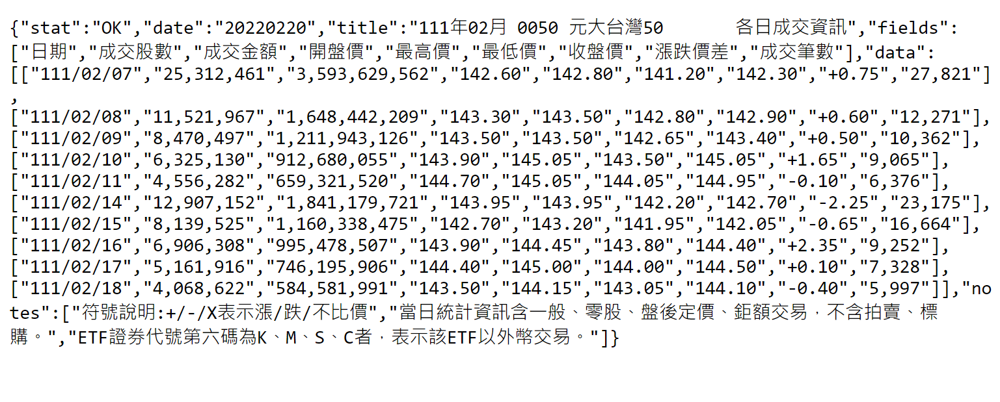 {"stat":"OK","date":"20220220","title":"111年02月 0050 元大台灣50       各日成交資訊","fields":
["日期","成交股數","成交金額","開盤價","最高價","最低價","收盤價","漲跌價差","成交筆數"],"data":
[["111/02/07","25,312,461","3,593,629,562","142.60","142.80","141.20","142.30","+0.75","27,821"]
,
["111/02/08","11,521,967","1,648,442,209","143.30","143.50","142.80","142.90","+0.60","12,271"],
["111/02/09","8,470,497","1,211,943,126","143.50","143.50","142.65","143.40","+0.50","10,362"],
["111/02/10","6,325,130","912,680,055","143.90","145.05","143.50","145.05","+1.65","9,065"],
["111/02/11","4,556,282","659,321,520","144.70","145.05","144.05","144.95","-0.10","6,376"],
["111/02/14","12,907,152","1,841,179,721","143.95","143.95","142.20","142.70","-2.25","23,175"],
["111/02/15","8,139,525","1,160,338,475","142.70","143.20","141.95","142.05","-0.65","16,664"],
["111/02/16","6,906,308","995,478,507","143.90","144.45","143.80","144.40","+2.35","9,252"],
["111/02/17","5,161,916","746,195,906","144.40","145.00","144.00","144.50","+0.10","7,328"],
["111/02/18","4,068,622","584,581,991","143.50","144.15","143.05","144.10","-0.40","5,997"]],"no
tes":["符號說明:+/-/X表示漲/跌/不比價","當日統計資訊含一般、零股、盤後定價、鉅額交易，不含拍賣、標
購。","ETF證券代號第六碼為K、M、S、C者，表示該ETF以外幣交易。"]}